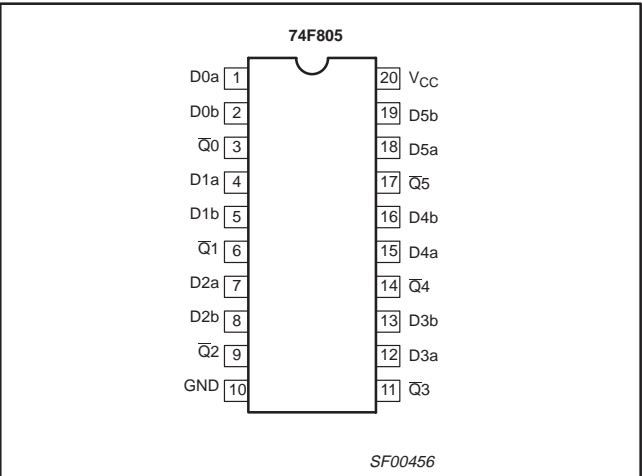 74F805
D0a 1 20 VCC
D0b 2 19 D5b
Q̅0 3 18 D5a
D1a 4 17 Q̅5
D1b 5 16 D4b
Q̅1 6 15 D4a
D2a 7 14 Q̅4
D2b 8 13 D3b
Q̅2 9 12 D3a
GND 10 11 Q̅3
SF00456